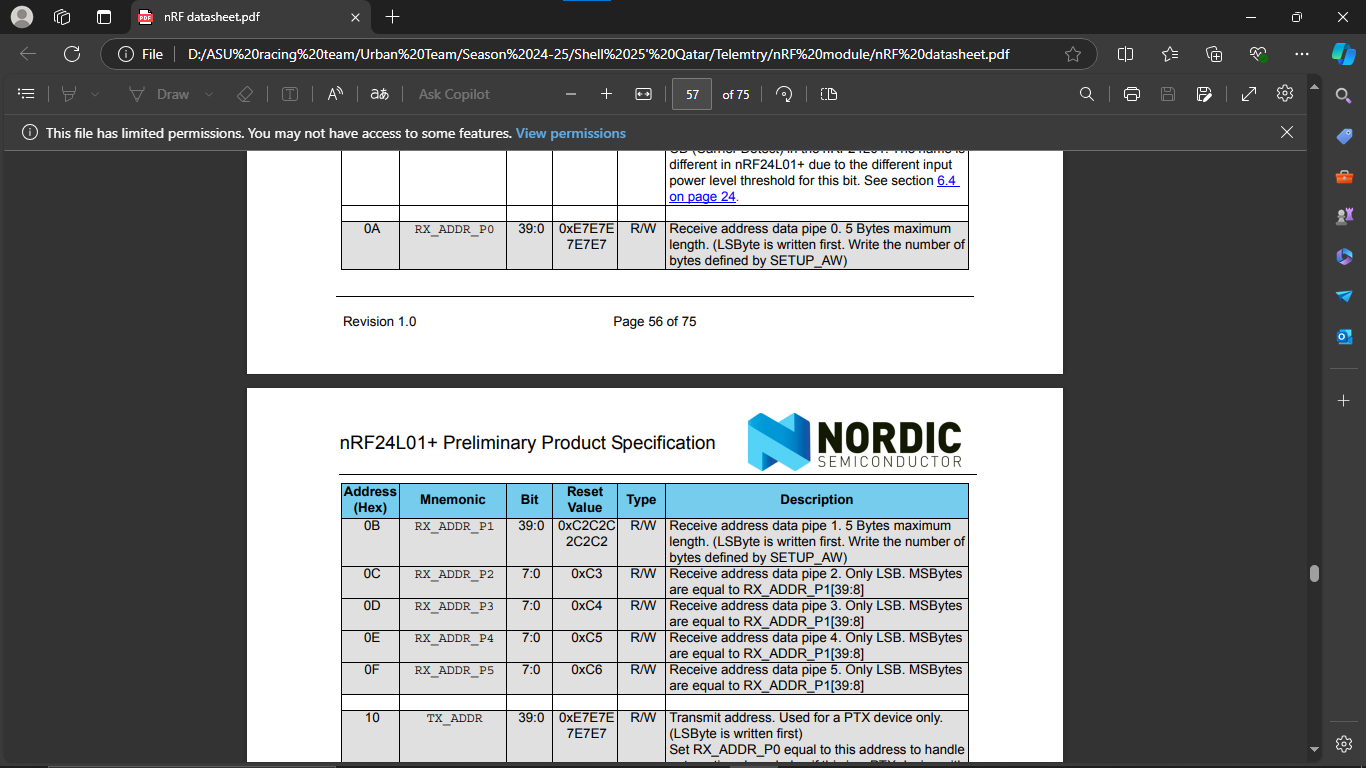 nRF datasheet.pdf
File
D:/ASU%20racing%20team/Urban%20Team/Season%2024-25/Shell%2025'%20Qatar/Telemtry/nRF%20module/nRF%20datasheet.pdf
Draw
Ask Copilot
57 of 75
This file has limited permissions. You may not have access to some features. View permissions
different in nRF24L01+ due to the different input
power level threshold for this bit. See section 6.4
on page 24.
0A RX_ADDR_P0 39:0 0xE7E7E R/W Receive address data pipe 0. 5 Bytes maximum
7E7E7 length. (LSByte is written first. Write the number of
bytes defined by SETUP_AW)
Revision 1.0 Page 56 of 75
nRF24L01+ Preliminary Product Specification
NORDIC
SEMICONDUCTOR
Address Mnemonic Bit Reset Type Description
(Hex) Value
0B RX_ADDR_P1 39:0 0xC2C2C R/W Receive address data pipe 1. 5 Bytes maximum
2C2C2 length. (LSByte is written first. Write the number of
bytes defined by SETUP_AW)
0C RX_ADDR_P2 7:0 0xC3 R/W Receive address data pipe 2. Only LSB. MSBytes
are equal to RX_ADDR_P1[39:8]
0D RX_ADDR_P3 7:0 0xC4 R/W Receive address data pipe 3. Only LSB. MSBytes
are equal to RX_ADDR_P1[39:8]
0E RX_ADDR_P4 7:0 0xC5 R/W Receive address data pipe 4. Only LSB. MSBytes
are equal to RX_ADDR_P1[39:8]
0F RX_ADDR_P5 7:0 0xC6 R/W Receive address data pipe 5. Only LSB. MSBytes
are equal to RX_ADDR_P1[39:8]
10 TX_ADDR 39:0 0xE7E7E R/W Transmit address. Used for a PTX device only.
7E7E7 (LSByte is written first)
Set RX_ADDR_P0 equal to this address to handle